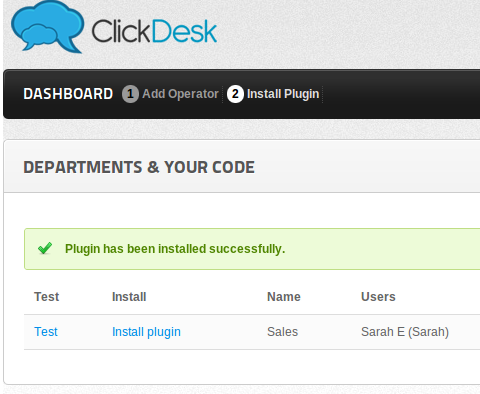 ClickDesk
DASHBOARD 1 Add Operator 2 Install Plugin
DEPARTMENTS & YOUR CODE
Plugin has been installed successfully.
Test Install Name Users
Test Install plugin Sales Sarah E (Sarah)